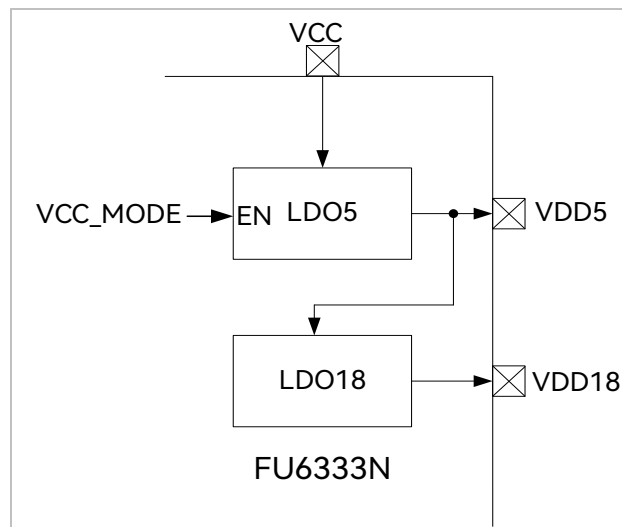 VCC
VCC_MODE
EN
LDO5
VDD5
LDO18
VDD18
FU6333N